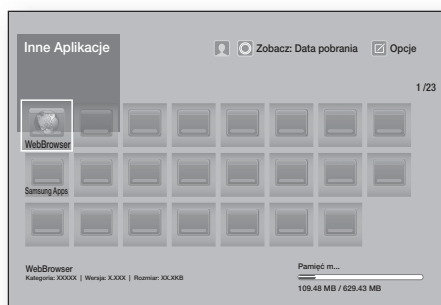 Inne Aplikacje
Zobacz: Data pobrania
Opcje
1 /23
WebBrowser
Samsung Apps
WebBrowser
Kategoria: XXXXX | Wersja: X.XXX | Rozmiar: XX.XKB
Pamięć m...
109.48 MB / 629.43 MB